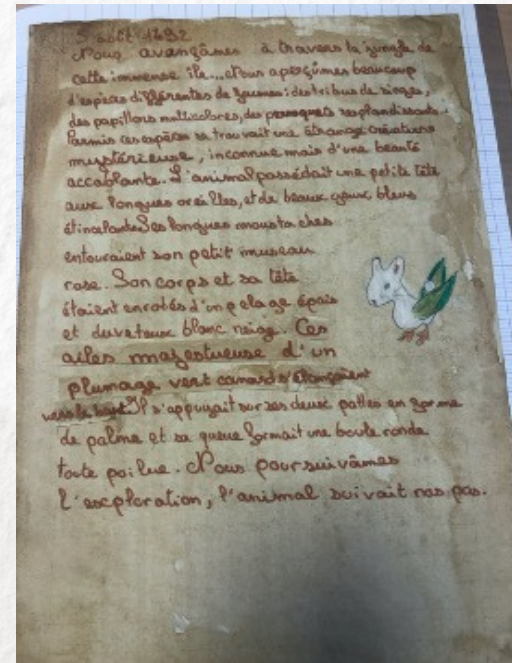 5 août 1692
Nous avançâmes à travers la jungle de
cette immense île... Nous aperçûmes beaucoup
d'espèces différentes de faunes : des tribus de singes,
des papillons multicolores, des perroquets resplendissants.
Parmis ces espèces se trouvait une étrange créature
mystérieuse, inconnue mais d'une beauté
accablante. L'animal possédait une petite tête
aux longues oreilles, et de beaux yeux bleus
étincelants Ses longues moustaches
entouraient son petit museau
rose. Son corps et sa tête
étaient enrobés d'un pelage épais
et duveteux blanc neige. Ces
ailes majestueuse d'un
plumage vert canard s'élançaient
vers le haut. Il s'appuyait sur ses deux pattes en forme
de palme et sa queue formait une boule ronde
toute poilue. Nous poursuivâmes
l'exploration, l'animal suivait nos pas.